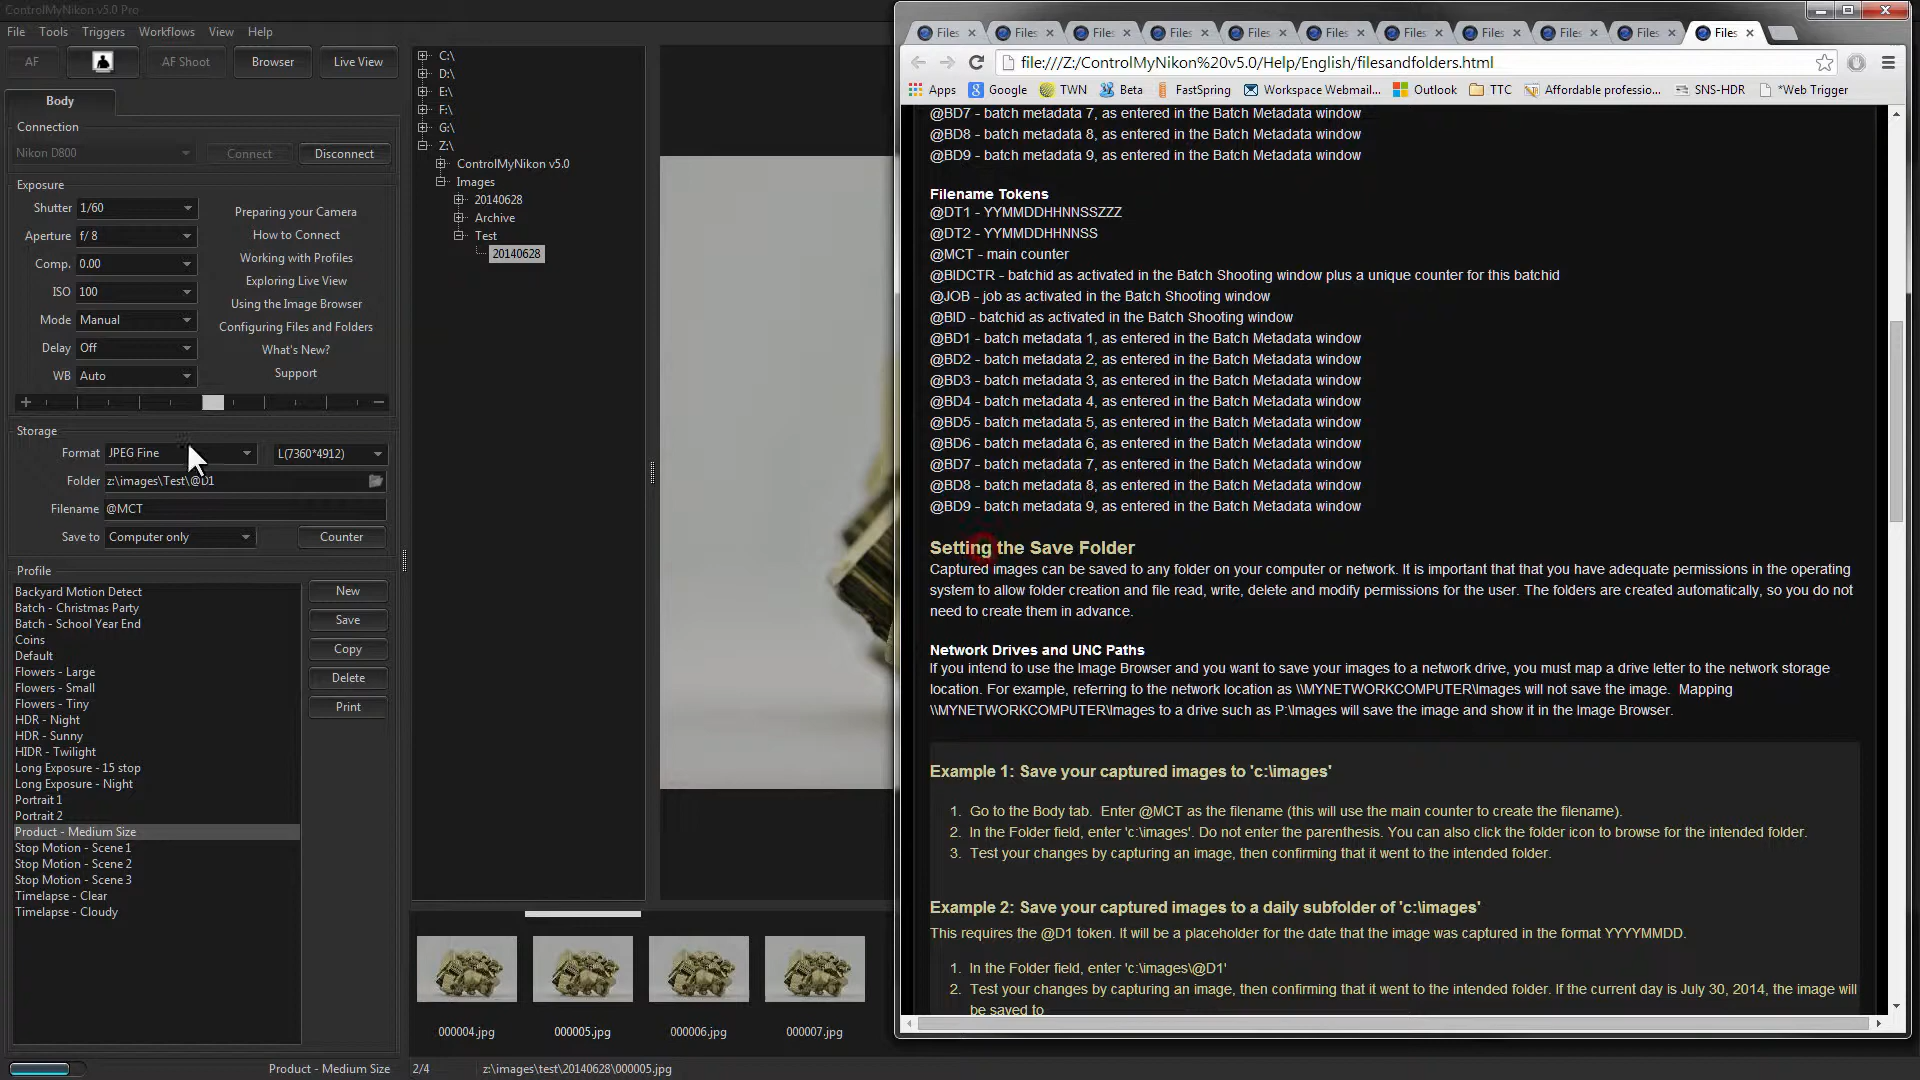 ControlMyNikon v5.0 Pro
File Tools Triggers Workflows View Help
AF AF Shoot Browser Live View
Body
Connection
Nikon D800 Connect Disconnect
Exposure
Shutter 1/60
Aperture f/ 8
Comp. 0.00
ISO 100
Mode Manual
Delay Off
WB Auto
Preparing your Camera
How to Connect
Working with Profiles
Exploring Live View
Using the Image Browser
Configuring Files and Folders
What's New?
Support
Storage
Format JPEG Fine L(7360*4912)
Folder z:\images\Test\@D1
Filename @MCT
Save to Computer only Counter
Profile
Backyard Motion Detect
Batch - Christmas Party
Batch - School Year End
Coins
Default
Flowers - Large
Flowers - Small
Flowers - Tiny
HDR - Night
HDR - Sunny
HIDR - Twilight
Long Exposure - 15 stop
Long Exposure - Night
Portrait 1
Portrait 2
Product - Medium Size
Stop Motion - Scene 1
Stop Motion - Scene 2
Stop Motion - Scene 3
Timelapse - Clear
Timelapse - Cloudy
New
Save
Copy
Delete
Print
Product - Medium Size
C:\
D:\
E:\
F:\
G:\
Z:\
ControlMyNikon v5.0
Images
20140628
Archive
Test
20140628
000004.jpg 000005.jpg 000006.jpg 000007.jpg
2/4 z:\images\test\20140628\000005.jpg
Files Files Files Files Files Files Files Files Files Files Files
file:///Z:/ControlMyNikon%20v5.0/Help/English/filesandfolders.html
Apps Google TWN Beta FastSpring Workspace Webmail... Outlook TTC Affordable professio... SNS-HDR *Web Trigger
@BD7 - batch metadata 7, as entered in the Batch Metadata window
@BD8 - batch metadata 8, as entered in the Batch Metadata window
@BD9 - batch metadata 9, as entered in the Batch Metadata window
Filename Tokens
@DT1 - YYMMDDHHNNSSZZZ
@DT2 - YYMMDDHHNNSS
@MCT - main counter
@BIDCTR - batchid as activated in the Batch Shooting window plus a unique counter for this batchid
@JOB - job as activated in the Batch Shooting window
@BID - batchid as activated in the Batch Shooting window
@BD1 - batch metadata 1, as entered in the Batch Metadata window
@BD2 - batch metadata 2, as entered in the Batch Metadata window
@BD3 - batch metadata 3, as entered in the Batch Metadata window
@BD4 - batch metadata 4, as entered in the Batch Metadata window
@BD5 - batch metadata 5, as entered in the Batch Metadata window
@BD6 - batch metadata 6, as entered in the Batch Metadata window
@BD7 - batch metadata 7, as entered in the Batch Metadata window
@BD8 - batch metadata 8, as entered in the Batch Metadata window
@BD9 - batch metadata 9, as entered in the Batch Metadata window
Setting the Save Folder
Captured images can be saved to any folder on your computer or network. It is important that that you have adequate permissions in the operating
system to allow folder creation and file read, write, delete and modify permissions for the user. The folders are created automatically, so you do not
need to create them in advance.
Network Drives and UNC Paths
If you intend to use the Image Browser and you want to save your images to a network drive, you must map a drive letter to the network storage
location. For example, referring to the network location as \\MYNETWORKCOMPUTER\Images will not save the image. Mapping
\\MYNETWORKCOMPUTER\Images to a drive such as P:\Images will save the image and show it in the Image Browser.
Example 1: Save your captured images to 'c:\images'
1. Go to the Body tab. Enter @MCT as the filename (this will use the main counter to create the filename).
2. In the Folder field, enter 'c:\images'. Do not enter the parenthesis. You can also click the folder icon to browse for the intended folder.
3. Test your changes by capturing an image, then confirming that it went to the intended folder.
Example 2: Save your captured images to a daily subfolder of 'c:\images'
This requires the @D1 token. It will be a placeholder for the date that the image was captured in the format YYYYMMDD.
1. In the Folder field, enter 'c:\images\@D1'
2. Test your changes by capturing an image, then confirming that it went to the intended folder. If the current day is July 30, 2014, the image will
be saved to